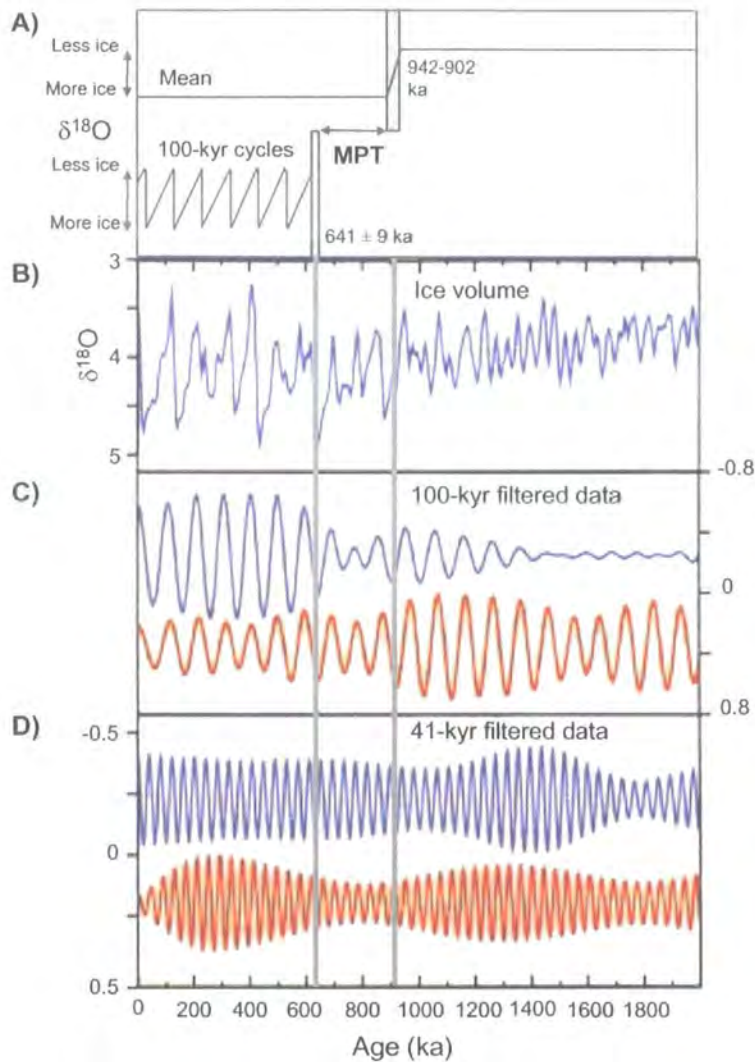 A)
Less ice
Mean
More ice
942-902
ka
δ¹⁸O
100-kyr cycles
MPT
Less ice
More ice
641 ± 9 ka
B)
3
Ice volume
δ¹⁸O
4
5
-0.8
C)
100-kyr filtered data
0
0.8
D)
-0.5
41-kyr filtered data
0
0.5
0 200 400 600 800 1000 1200 1400 1600 1800
Age (ka)